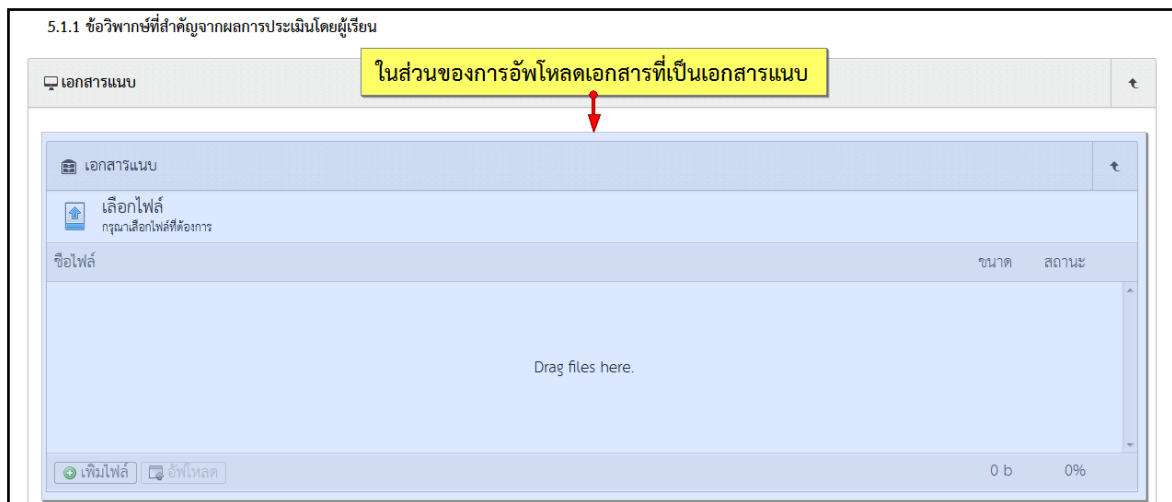 5.1.1 ข้อวิพากษ์ที่สำคัญจากผลการประเมินโดยผู้เรียน
ในส่วนของการอัพโหลดเอกสารที่เป็นเอกสารแนบ
เอกสารแนบ
เอกสารแนบ
เลือกไฟล์
กรุณาเลือกไฟล์ที่ต้องการ
ชื่อไฟล์ ขนาด สถานะ
Drag files here.
เพิ่มไฟล์ อัพโหลด 0 b 0%